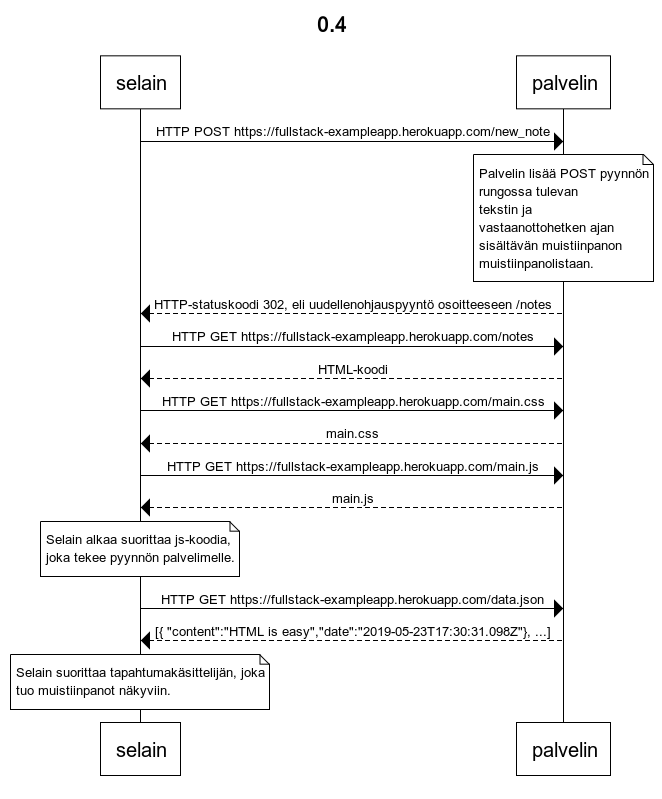 0.4
selain
palvelin
HTTP POST https://fullstack-exampleapp.herokuapp.com/new_note
Palvelin lisää POST pyynnön
rungossa tulevan
tekstin ja
vastaanottohetken ajan
sisältävän muistiinpanon
muistiinpanolistaan.
HTTP-statuskoodi 302, eli uudellenohjauspyyntö osoitteeseen /notes
HTTP GET https://fullstack-exampleapp.herokuapp.com/notes
HTML-koodi
HTTP GET https://fullstack-exampleapp.herokuapp.com/main.css
main.css
HTTP GET https://fullstack-exampleapp.herokuapp.com/main.js
main.js
Selain alkaa suorittaa js-koodia,
joka tekee pyynnön palvelimelle.
HTTP GET https://fullstack-exampleapp.herokuapp.com/data.json
[{ "content":"HTML is easy","date":"2019-05-23T17:30:31.098Z"}, ...]
Selain suorittaa tapahtumakäsittelijän, joka
tuo muistiinpanot näkyviin.
selain
palvelin